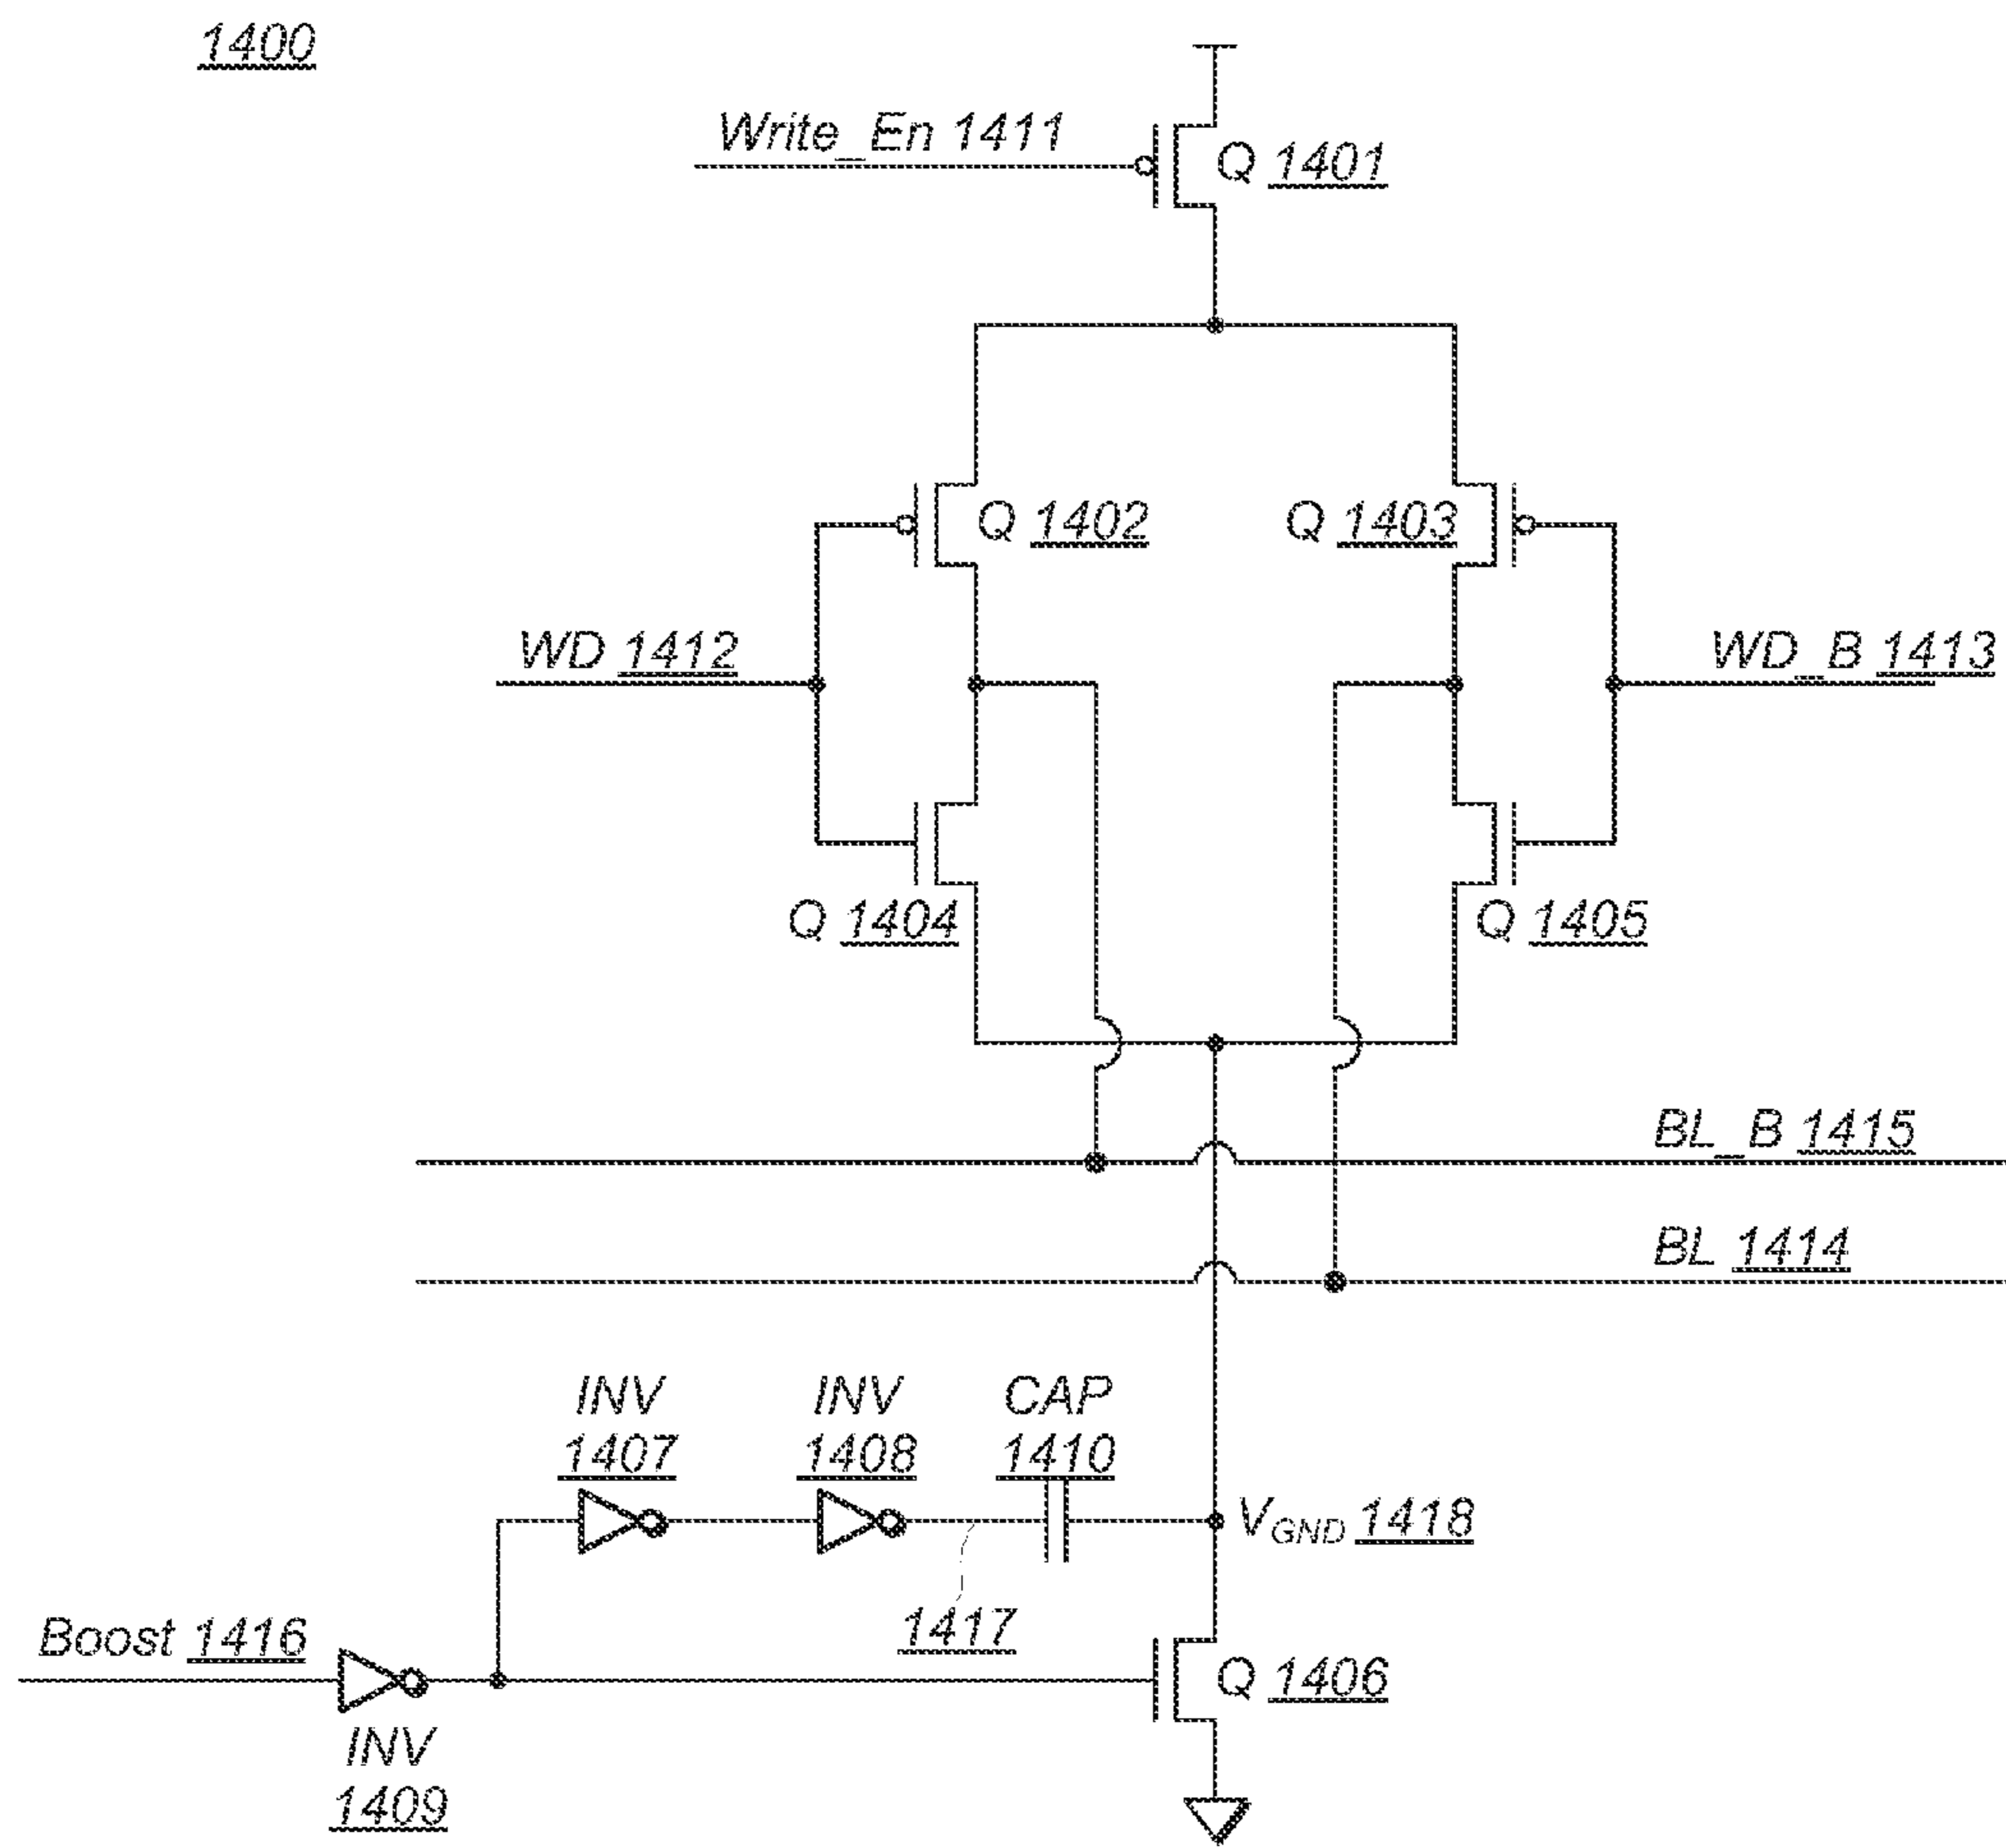 1400
Write_En 1411
Q 1401
Q 1402
Q 1403
WD 1412
WD_B 1413
Q 1404
Q 1405
BL_B 1415
BL 1414
INV
1407
INV
1408
CAP
1410
VGND 1418
1417
Boost 1416
Q 1406
INV
1409